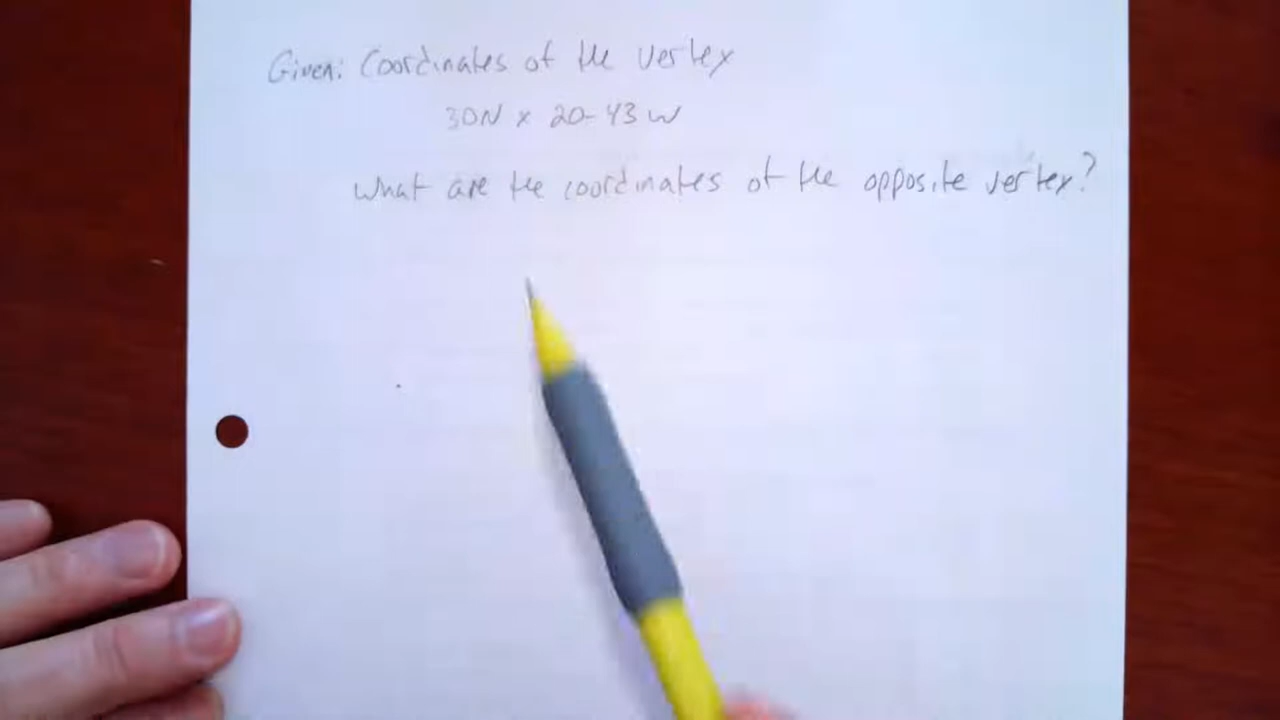 Given: Coordinates of the vertex
30N x 20-43 W
What are the coordinates of the opposite vertex?